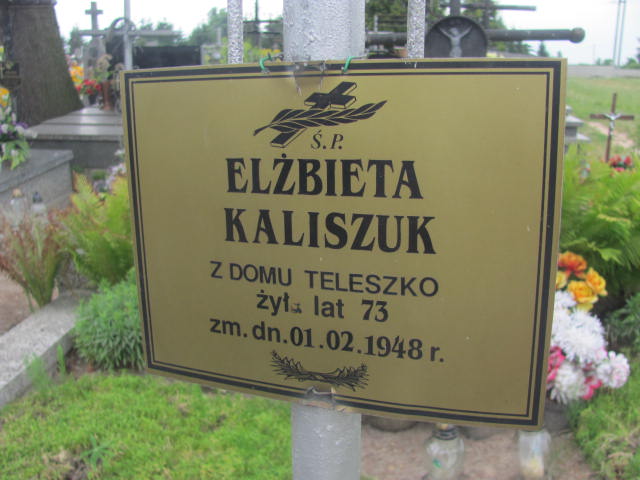 Ś.P.
ELŻBIETA
KALISZUK
Z DOMU TELESZKO
żyła lat 73
zm. dn. 01.02.1948 r.